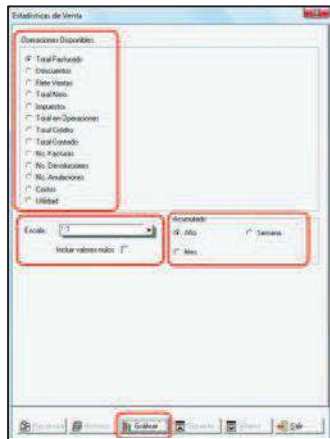 Estadísticas de Venta
Operaciones Disponibles
Total Facturado
Descuentos
Flete Ventas
Total Neto
Impuestos
Total en Operaciones
Total Crédito
Total Contado
No. Facturas
No. Devoluciones
No. Anulaciones
Costos
Utilidad
Escala 1:1
Incluir valores nulos
Acumulado
Año Semana
Mes
Graficar Salir